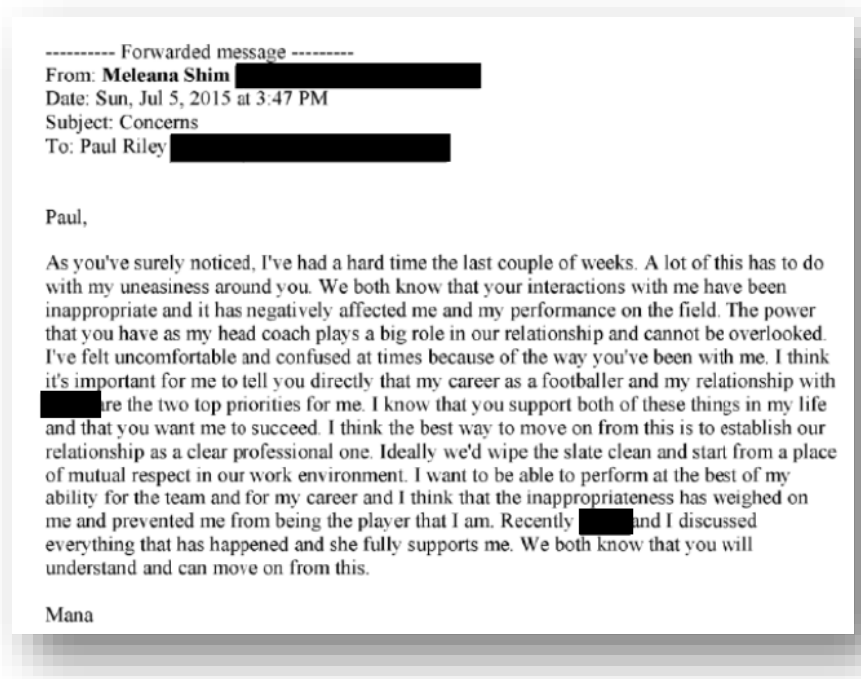 ---------- Forwarded message ---------
From: Meleana Shim
Date: Sun, Jul 5, 2015 at 3:47 PM
Subject: Concerns
To: Paul Riley
Paul,
As you've surely noticed, I've had a hard time the last couple of weeks. A lot of this has to do
with my uneasiness around you. We both know that your interactions with me have been
inappropriate and it has negatively affected me and my performance on the field. The power
that you have as my head coach plays a big role in our relationship and cannot be overlooked.
I've felt uncomfortable and confused at times because of the way you've been with me. I think
it's important for me to tell you directly that my career as a footballer and my relationship with
are the two top priorities for me. I know that you support both of these things in my life
and that you want me to succeed. I think the best way to move on from this is to establish our
relationship as a clear professional one. Ideally we'd wipe the slate clean and start from a place
of mutual respect in our work environment. I want to be able to perform at the best of my
ability for the team and for my career and I think that the inappropriateness has weighed on
me and prevented me from being the player that I am. Recently and I discussed
everything that has happened and she fully supports me. We both know that you will
understand and can move on from this.
Mana